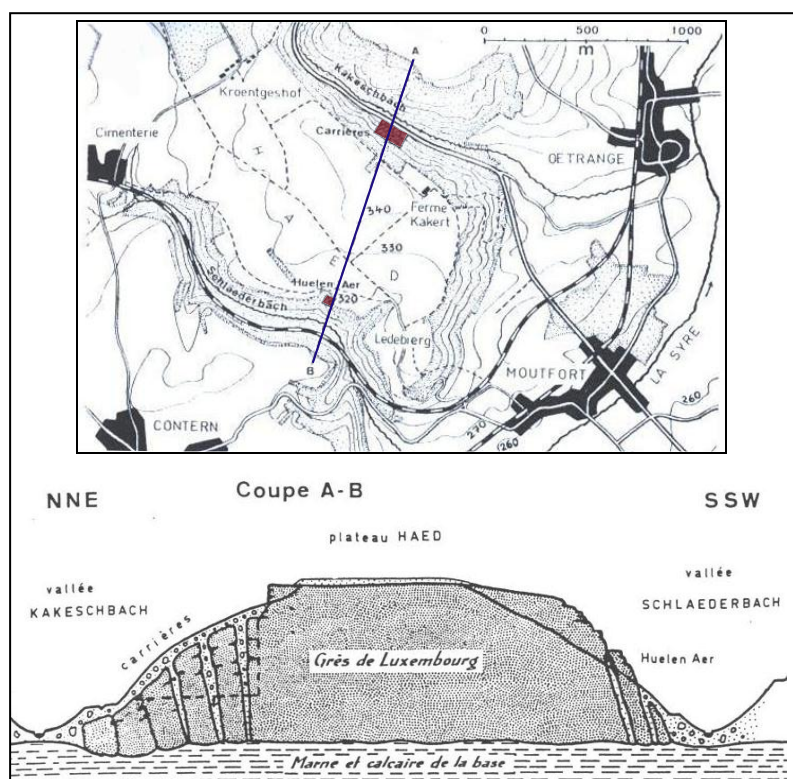 0 500 1000
m
A
Kakeschbach
Kroentgeshof
Carrières
Cimenterie
OETRANGE
H
Ferme
Kakert
A
340
330
E
D
Huelen Aer
320
Schlaederbach
Ledebierg
B
MOUTFORT
LA SYRE
CONTERN
270
260
260
NNE
Coupe A-B
SSW
plateau HAED
vallée
KAKESCHBACH
vallée
SCHLAEDERBACH
carrières
Grès de Luxembourg
Huelen Aer
Marne et calcaire de la base